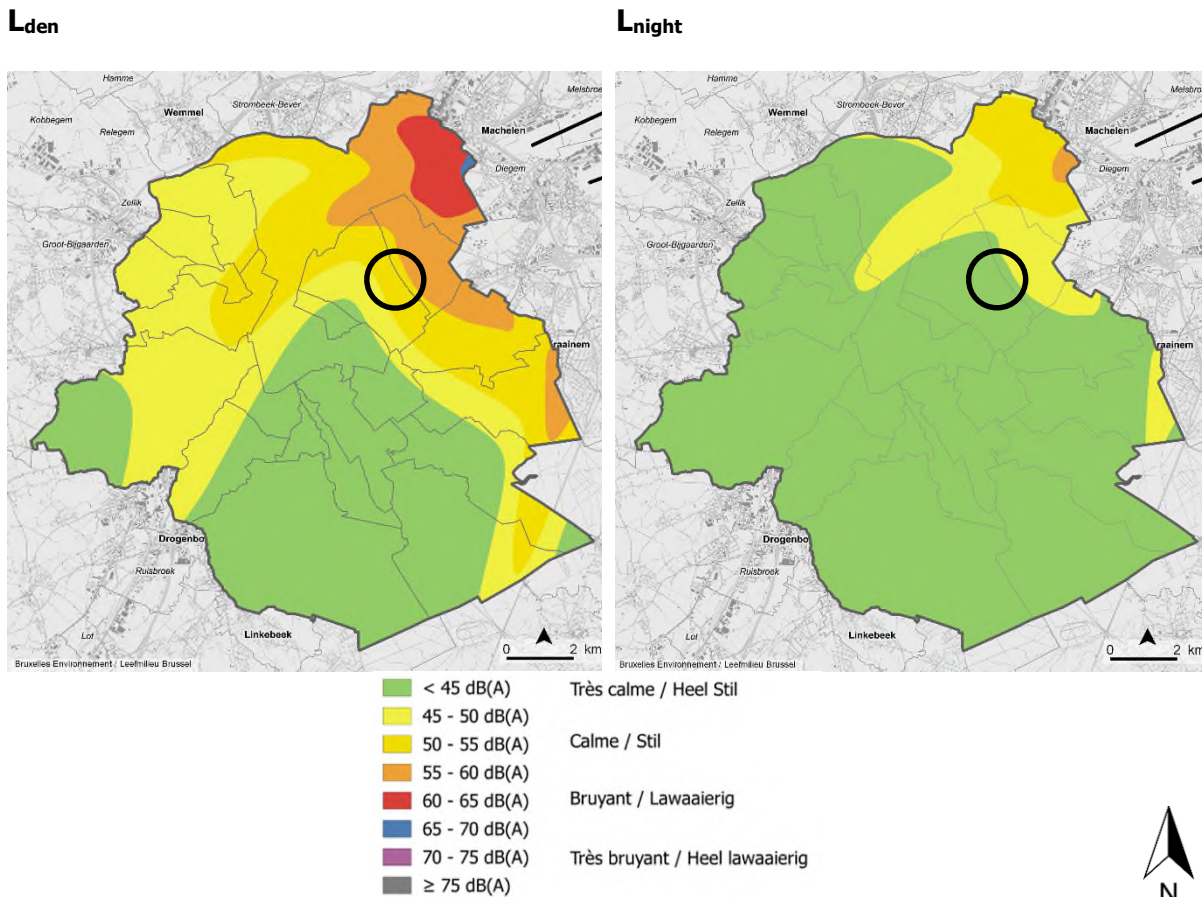 Lden
Hamme
Strombeek-Bever
Wemmel
Kobbegem
Relegem
Machelen
Diegem
Zellik
Groot-Bijgaarden
raainem
Drogenbo
Ruisbroek
Lot
Linkebeek
0 2 km
Bruxelles Environnement / Leefmilieu Brussel
Lnight
Hamme
Melsbroe
Strombeek-Bever
Wemmel
Kobbegem
Relegem
Machelen
Diegem
Zellik
Groot-Bijgaarden
raainem
Drogenbo
Ruisbroek
Lot
Linkebeek
0 2 km
Bruxelles Environnement / Leefmilieu Brussel
< 45 dB(A) Très calme / Heel Stil
45 - 50 dB(A)
50 - 55 dB(A) Calme / Stil
55 - 60 dB(A)
60 - 65 dB(A) Bruyant / Lawaaierig
65 - 70 dB(A)
70 - 75 dB(A) Très bruyant / Heel lawaaierig
≥ 75 dB(A)
N